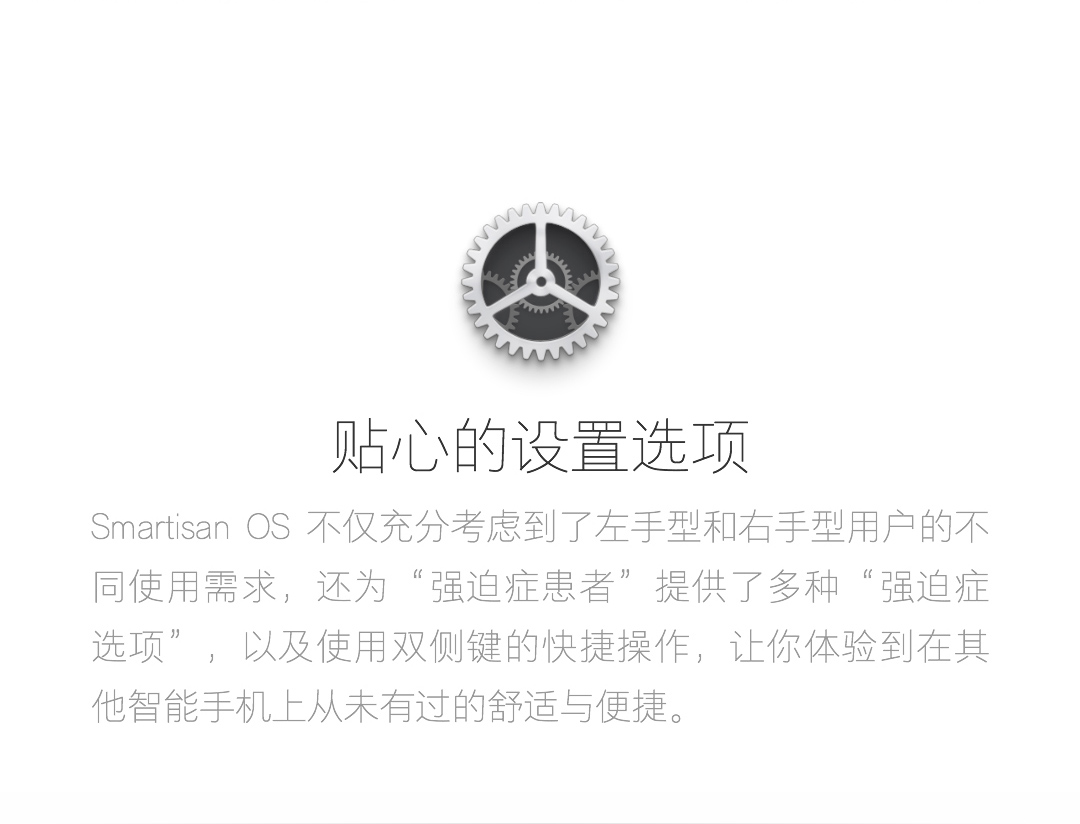 贴心的设置选项
Smartisan OS 不仅充分考虑到了左手型和右手型用户的不
同使用需求，还为“强迫症患者”提供了多种“强迫症
选项”，以及使用双侧键的快捷操作，让你体验到在其
他智能手机上从未有过的舒适与便捷。